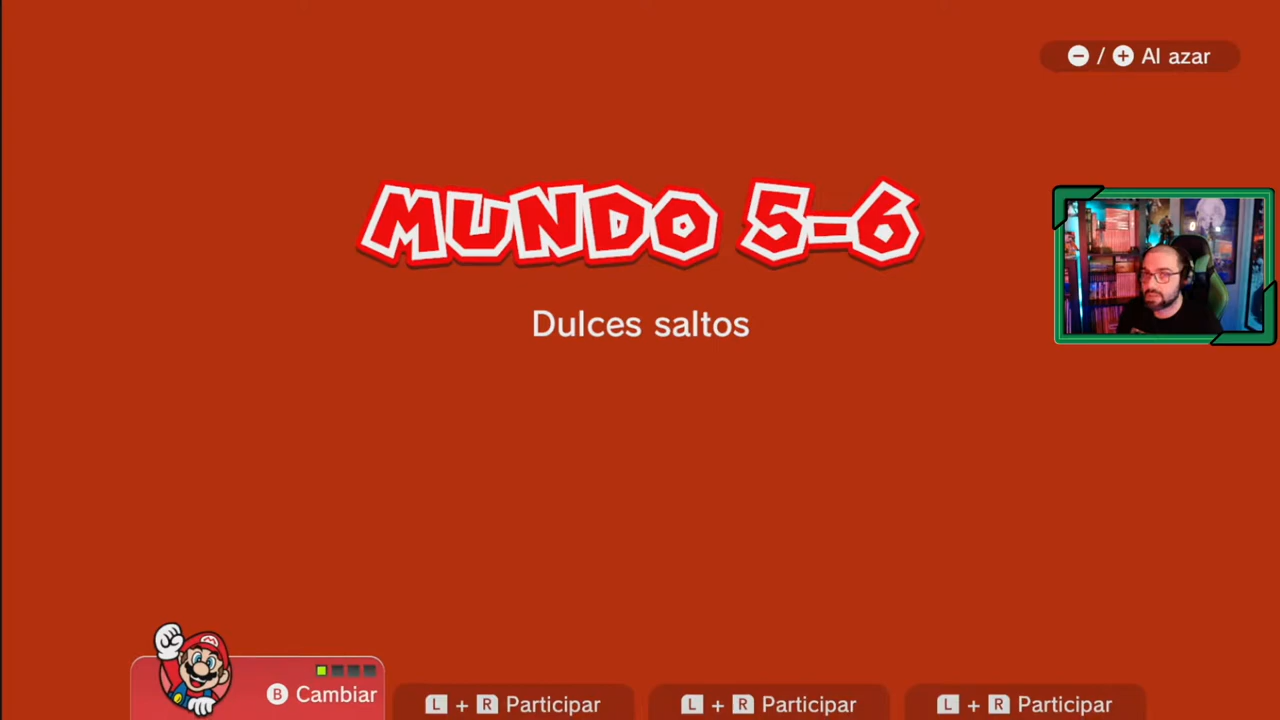 - / + Al azar
MUNDO 5-6
Dulces saltos
B Cambiar
L + R Participar
L + R Participar
L + R Participar